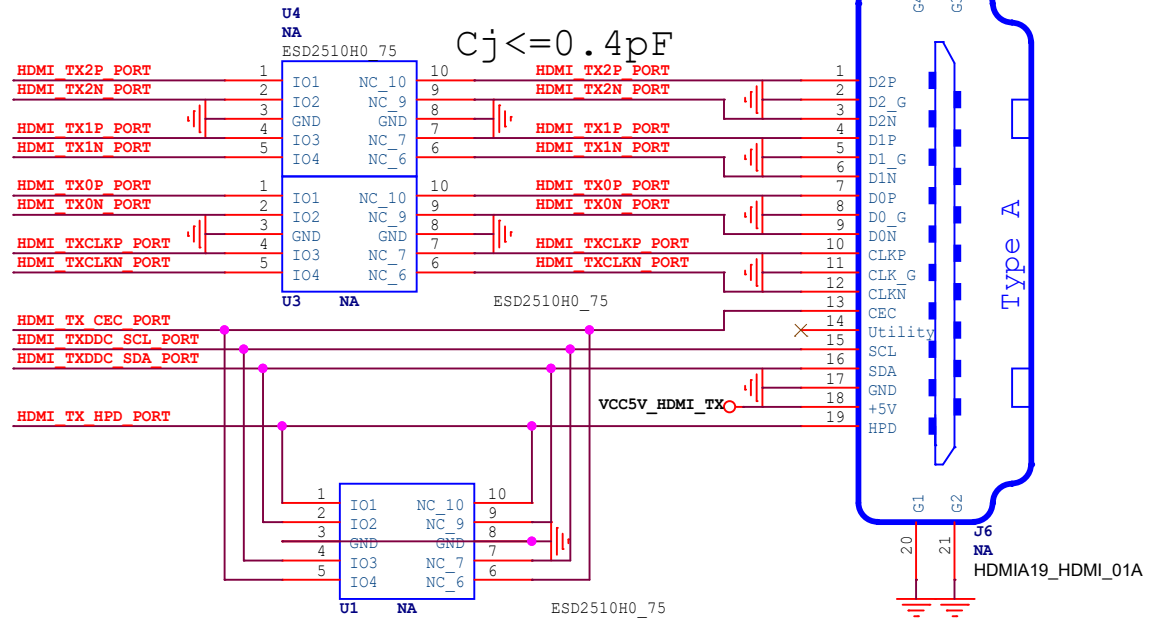 U4
NA
ESD2510H0_75
Cj<=0.4pF
G4 G3
HDMI_TX2P_PORT 1 IO1 NC_10 10 HDMI_TX2P_PORT 1 D2P
HDMI_TX2N_PORT 2 IO2 NC_9 9 HDMI_TX2N_PORT 2 D2_G
3 GND GND 8 3 D2N
HDMI_TX1P_PORT 4 IO3 NC_7 7 HDMI_TX1P_PORT 4 D1P
HDMI_TX1N_PORT 5 IO4 NC_6 6 HDMI_TX1N_PORT 5 D1_G
6 D1N
HDMI_TX0P_PORT 1 IO1 NC_10 10 HDMI_TX0P_PORT 7 D0P
HDMI_TX0N_PORT 2 IO2 NC_9 9 HDMI_TX0N_PORT 8 D0_G
3 GND GND 8 9 D0N
HDMI_TXCLKP_PORT 4 IO3 NC_7 7 HDMI_TXCLKP_PORT 10 CLKP
HDMI_TXCLKN_PORT 5 IO4 NC_6 6 HDMI_TXCLKN_PORT 11 CLK_G
12 CLKN
U3 NA ESD2510H0_75
Type A
13 CEC
HDMI_TX_CEC_PORT 14 Utility
HDMI_TXDDC_SCL_PORT 15 SCL
HDMI_TXDDC_SDA_PORT 16 SDA
17 GND
VCC5V_HDMI_TX 18 +5V
HDMI_TX_HPD_PORT 19 HPD
1 IO1 NC_10 10
2 IO2 NC_9 9
3 GND GND 8
4 IO3 NC_7 7
5 IO4 NC_6 6
U1 NA ESD2510H0_75
G1 G2
20 21
J6
NA
HDMIA19_HDMI_01A